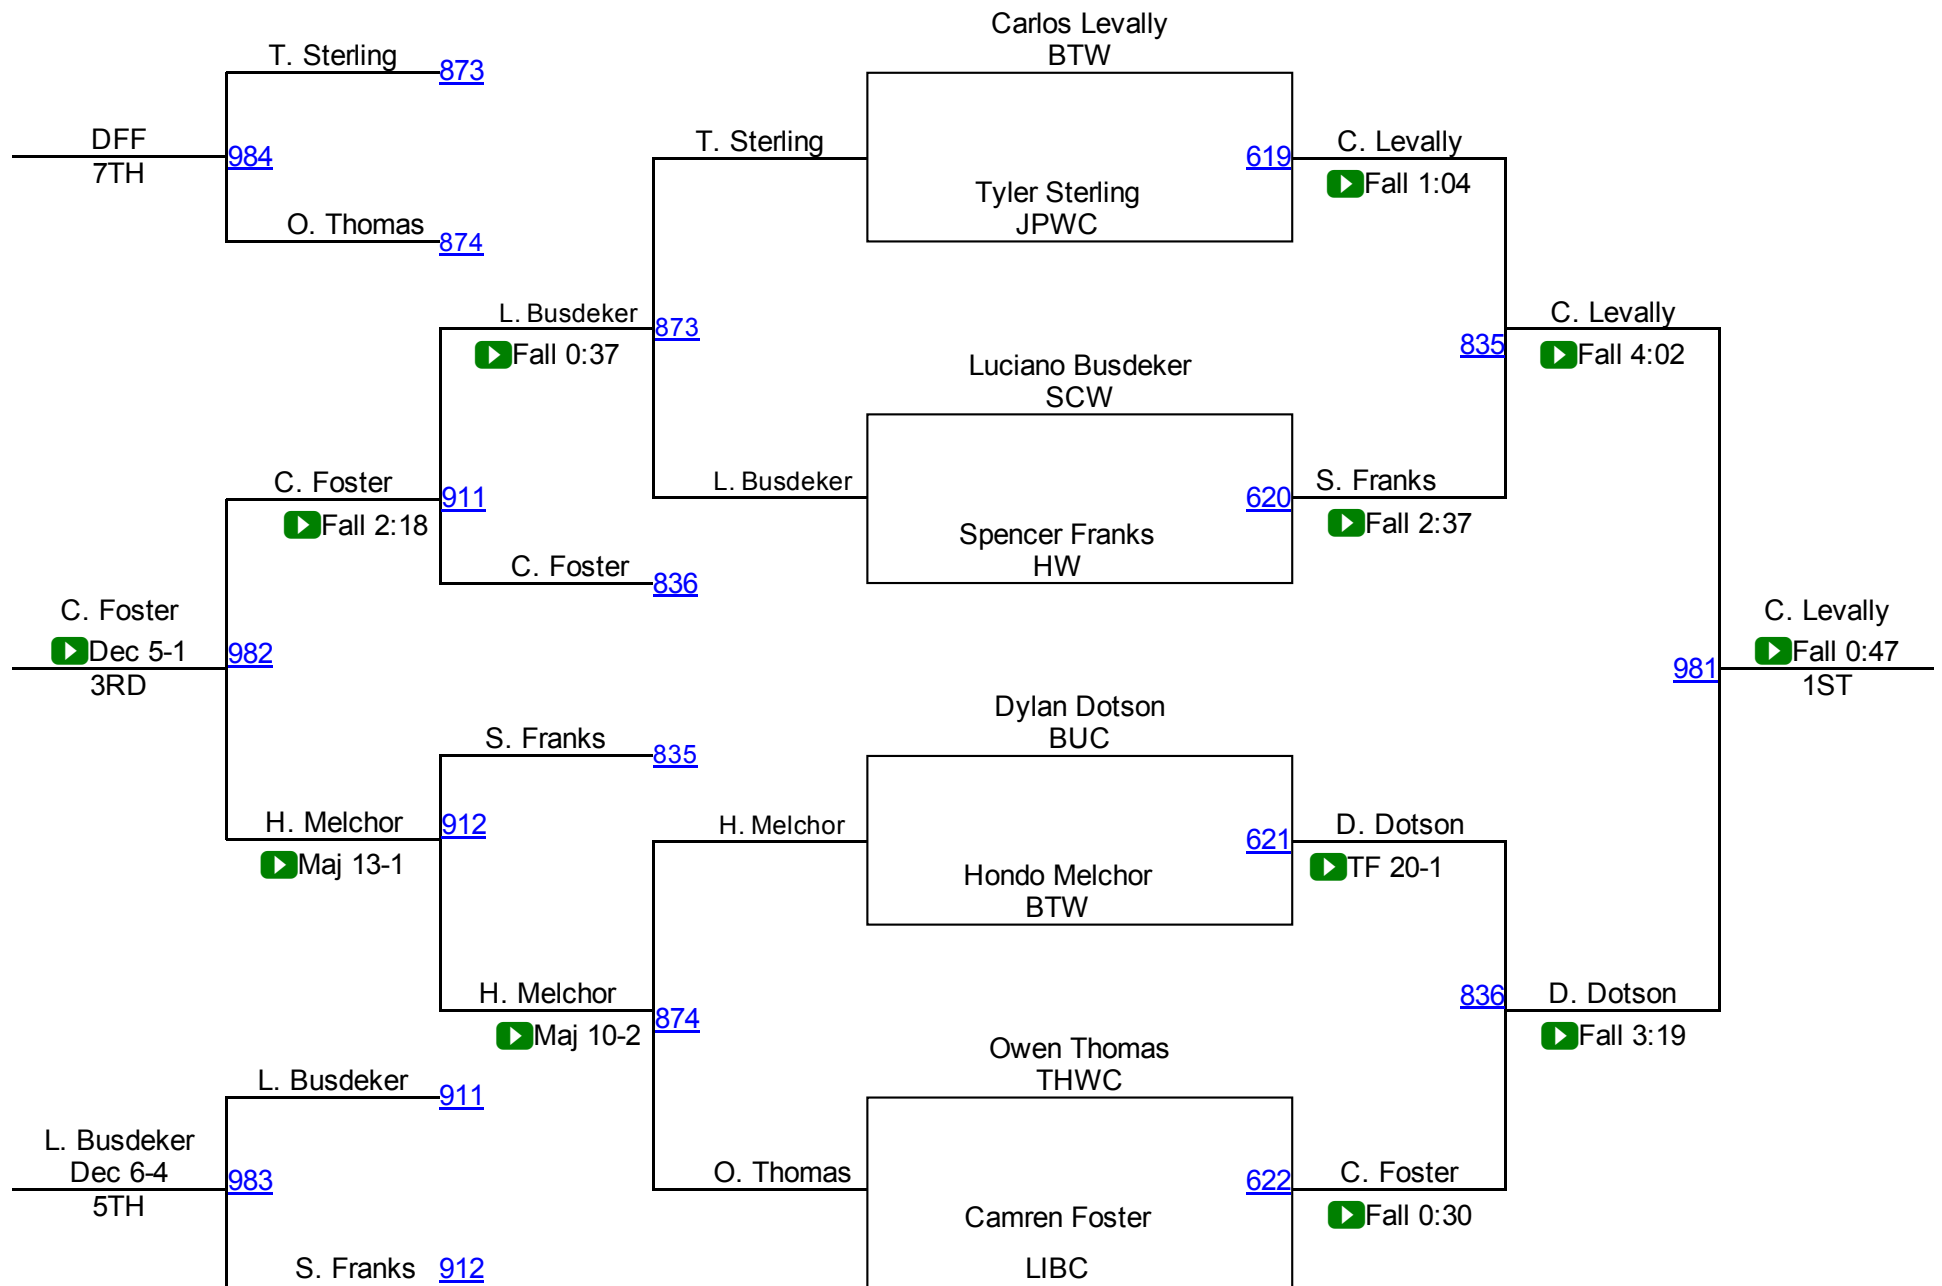 Carlos Levally
BTW
T. Sterling
873
DFF
984
7TH
T. Sterling
619
C. Levally
Fall 1:04
Tyler Sterling
JPWC
O. Thomas
874
L. Busdeker
873
Fall 0:37
C. Levally
835
Fall 4:02
Luciano Busdeker
SCW
C. Foster
911
Fall 2:18
L. Busdeker
620
S. Franks
Fall 2:37
Spencer Franks
HW
C. Foster
836
C. Foster
Dec 5-1
982
3RD
C. Levally
Fall 0:47
981
1ST
Dylan Dotson
BUC
S. Franks
835
H. Melchor
912
Maj 13-1
H. Melchor
621
D. Dotson
TF 20-1
Hondo Melchor
BTW
H. Melchor
874
Maj 10-2
836
D. Dotson
Fall 3:19
Owen Thomas
THWC
L. Busdeker
911
L. Busdeker
Dec 6-4
983
5TH
O. Thomas
622
C. Foster
Fall 0:30
Camren Foster
LIBC
S. Franks
912